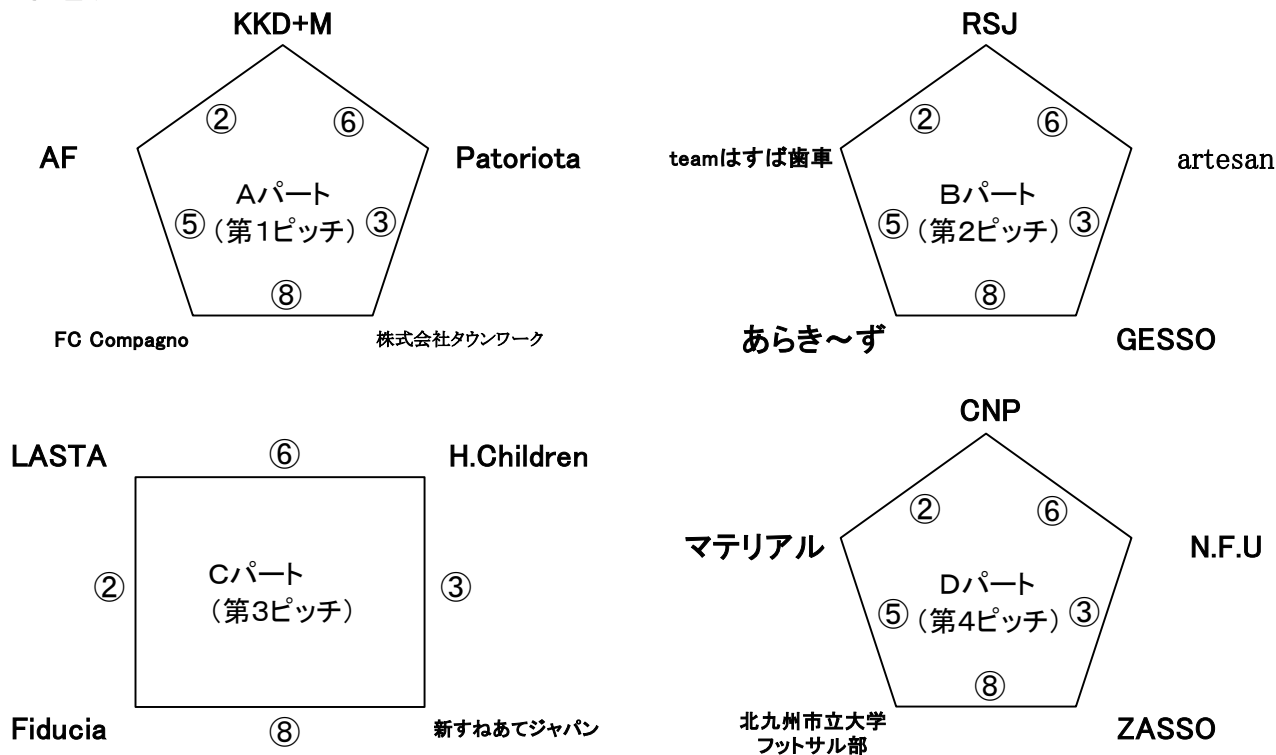 KKD+M
②
⑥
AF
Patoriota
Aパート
(第1ピッチ)
⑤
③
⑧
FC Compagno
株式会社タウンワーク
RSJ
②
⑥
teamはすば歯車
artesan
Bパート
(第2ピッチ)
⑤
③
⑧
あらき～ず
GESSO
LASTA
⑥
H.Children
②
Cパート
(第3ピッチ)
③
Fiducia
⑧
新すねあてジャパン
CNP
②
⑥
マテリアル
N.F.U
Dパート
(第4ピッチ)
⑤
③
⑧
北九州市立大学
フットサル部
ZASSO